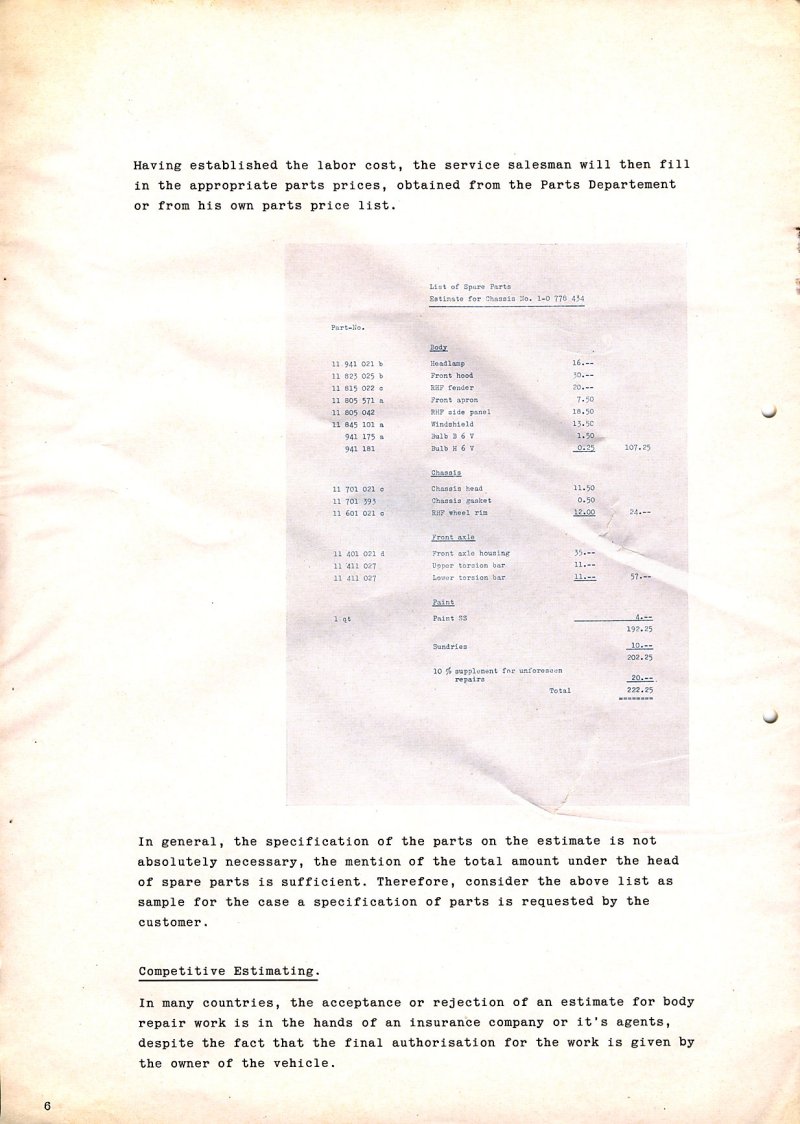 Having established the labor cost, the service salesman will then fill
in the appropriate parts prices, obtained from the Parts Departement
or from his own parts price list.
List of Spare Parts
Estimate for Chassis No. 1-0 778 434
Part-No.
Body
11 941 021 b Headlamp 16.--
11 823 025 b Front hood 30.--
11 815 022 c RHF fender 20.--
11 805 571 a Front apron 7.50
11 805 042 RHF side panel 18.50
11 845 101 a Windshield 13.50
941 175 a Bulb B 6 V 1.50
941 181 Bulb H 6 V 0.25 107.25
Chassis
11 701 021 c Chassis head 11.50
11 701 393 Chassis gasket 0.50
11 601 021 c RHF wheel rim 12.00 24.--
Front axle
11 401 021 d Front axle housing 35.--
11 411 027 Upper torsion bar 11.--
11 411 027 Lower torsion bar 11.-- 57.--
Paint
1 qt Paint SS 4.--
192.25
Sundries 10.--
202.25
10 % supplement for unforeseen
repairs 20.--
Total 222.25
========
In general, the specification of the parts on the estimate is not
absolutely necessary, the mention of the total amount under the head
of spare parts is sufficient. Therefore, consider the above list as
sample for the case a specification of parts is requested by the
customer.
Competitive Estimating.
In many countries, the acceptance or rejection of an estimate for body
repair work is in the hands of an insurance company or it's agents,
despite the fact that the final authorisation for the work is given by
the owner of the vehicle.
6